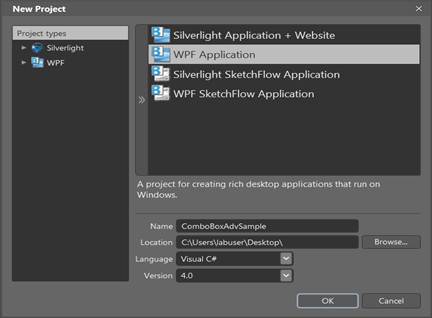 New Project
Project types
Silverlight
WPF
Silverlight Application + Website
WPF Application
Silverlight SketchFlow Application
WPF SketchFlow Application
A project for creating rich desktop applications that run on
Windows.
Name ComboBoxAdvSample
Location C:\Users\labuser\Desktop\ Browse...
Language Visual C#
Version 4.0
OK Cancel